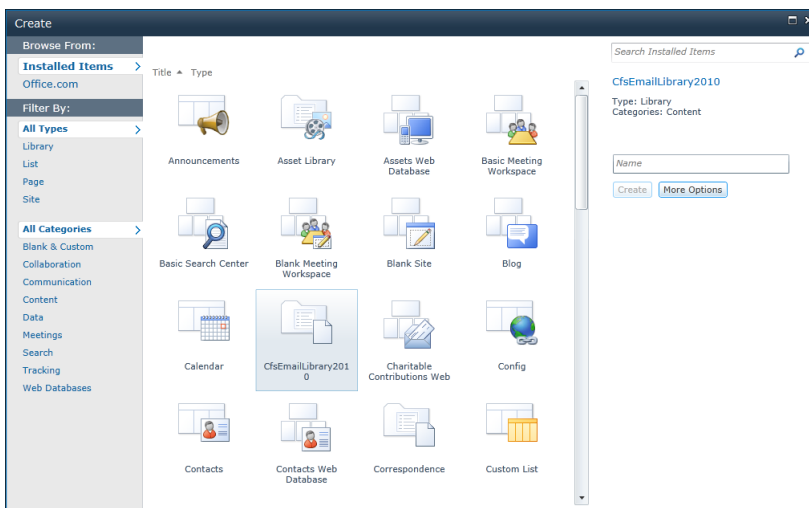 Create
Browse From:
Installed Items
Office.com
Filter By:
All Types
Library
List
Page
Site
All Categories
Blank & Custom
Collaboration
Communication
Content
Data
Meetings
Search
Tracking
Web Databases
Title Type
Announcements
Asset Library
Assets Web
Database
Basic Meeting
Workspace
Basic Search Center
Blank Meeting
Workspace
Blank Site
Blog
Calendar
CfsEmailLibrary201
0
Charitable
Contributions Web
Config
Contacts
Contacts Web
Database
Correspondence
Custom List
Search Installed Items
CfsEmailLibrary2010
Type: Library
Categories: Content
Name
Create More Options